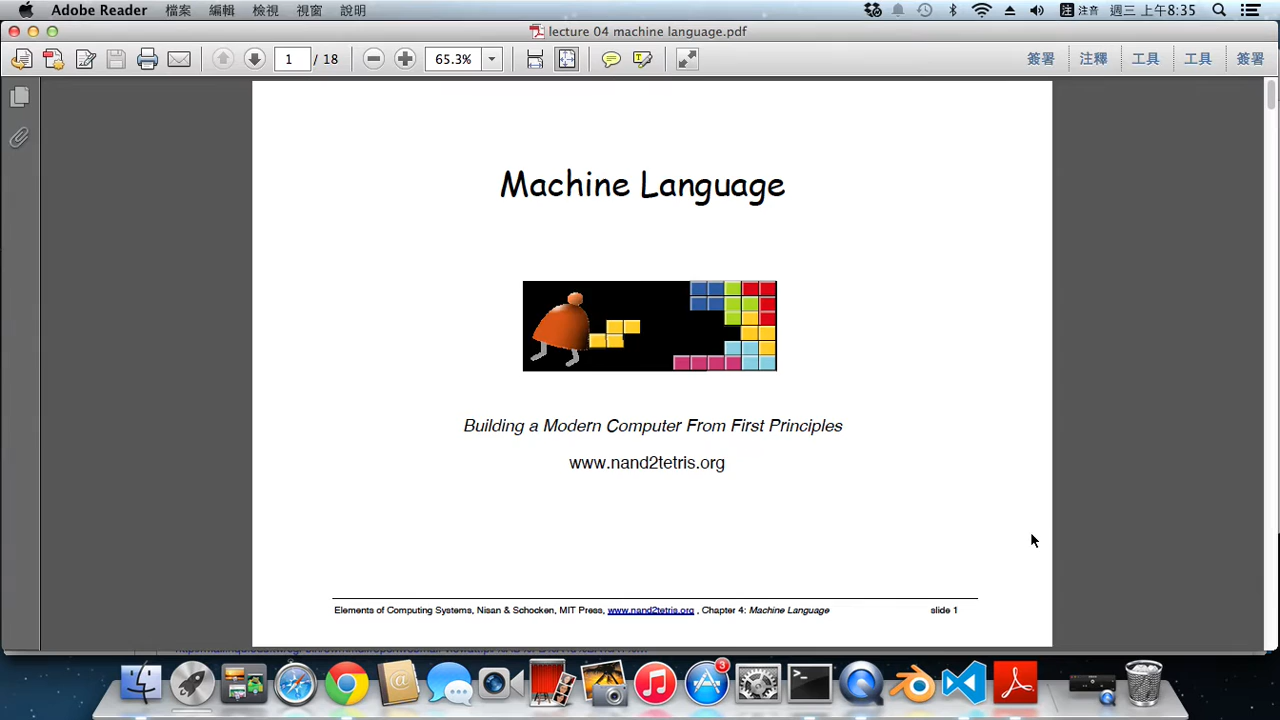 Adobe Reader 檔案 編輯 檢視 視窗 說明 注音 週三 上午8:35
lecture 04 machine language.pdf
1 / 18 65.3% 簽署 注釋 工具 工具 簽署
Machine Language
Building a Modern Computer From First Principles
www.nand2tetris.org
Elements of Computing Systems, Nisan & Schocken, MIT Press, www.nand2tetris.org , Chapter 4: Machine Language slide 1
3